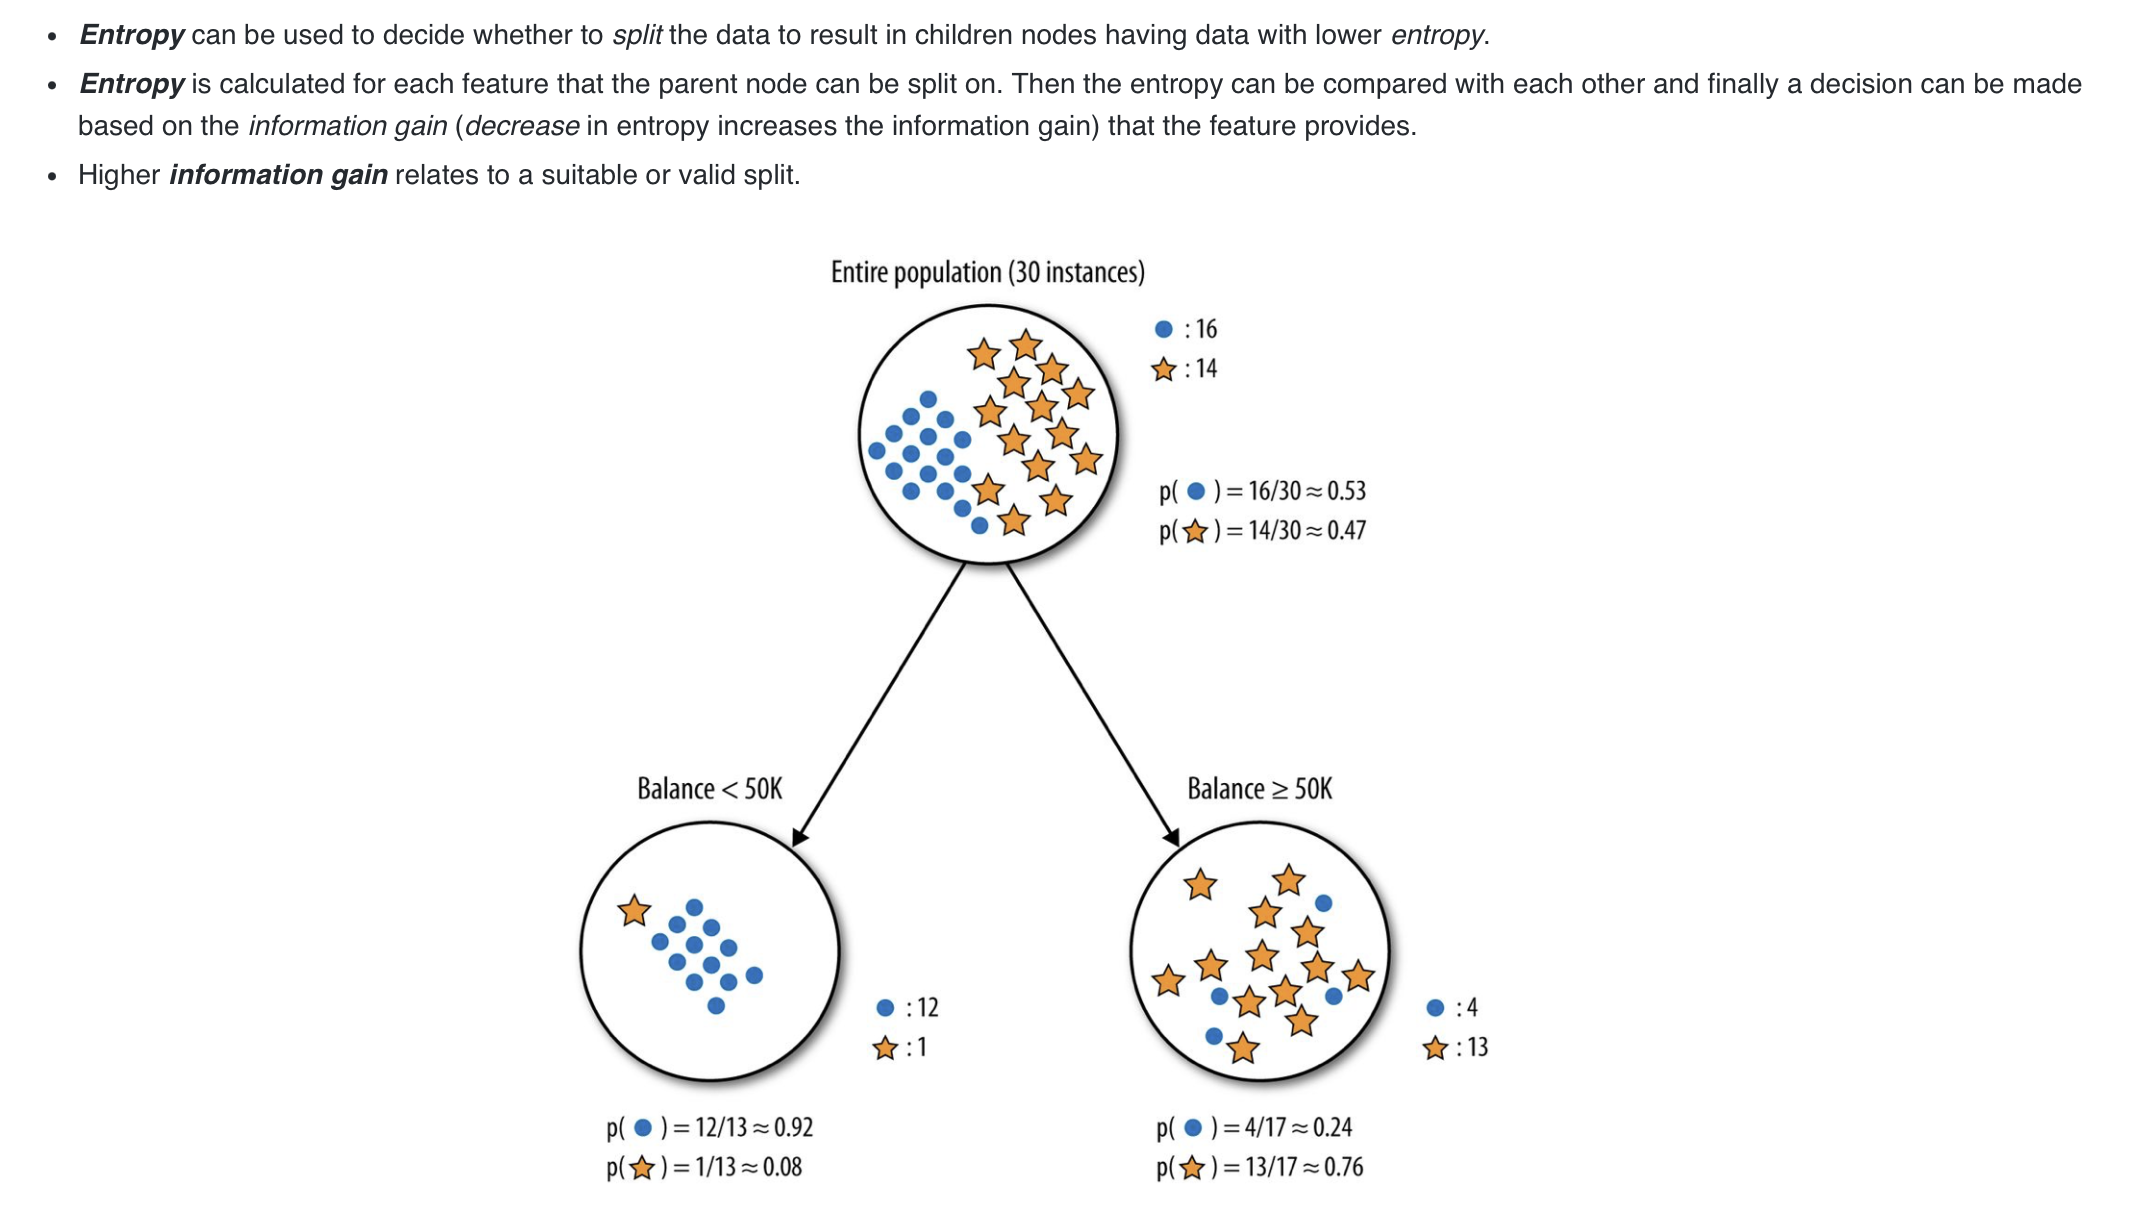 Entropy can be used to decide whether to split the data to result in children nodes having data with lower entropy.
Entropy is calculated for each feature that the parent node can be split on. Then the entropy can be compared with each other and finally a decision can be made
based on the information gain (decrease in entropy increases the information gain) that the feature provides.
Higher information gain relates to a suitable or valid split.
Entire population (30 instances)
: 16
: 14
p( ) = 16/30 ≈ 0.53
p( ) = 14/30 ≈ 0.47
Balance < 50K
Balance ≥ 50K
: 12
: 1
: 4
: 13
p( ) = 12/13 ≈ 0.92
p( ) = 1/13 ≈ 0.08
p( ) = 4/17 ≈ 0.24
p( ) = 13/17 ≈ 0.76